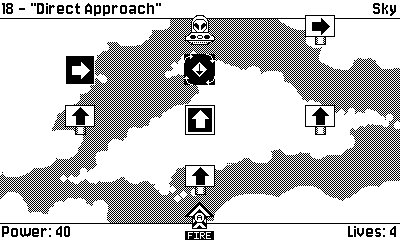 18 - "Direct Approach" Sky
FIRE
Power: 40 Lives: 4